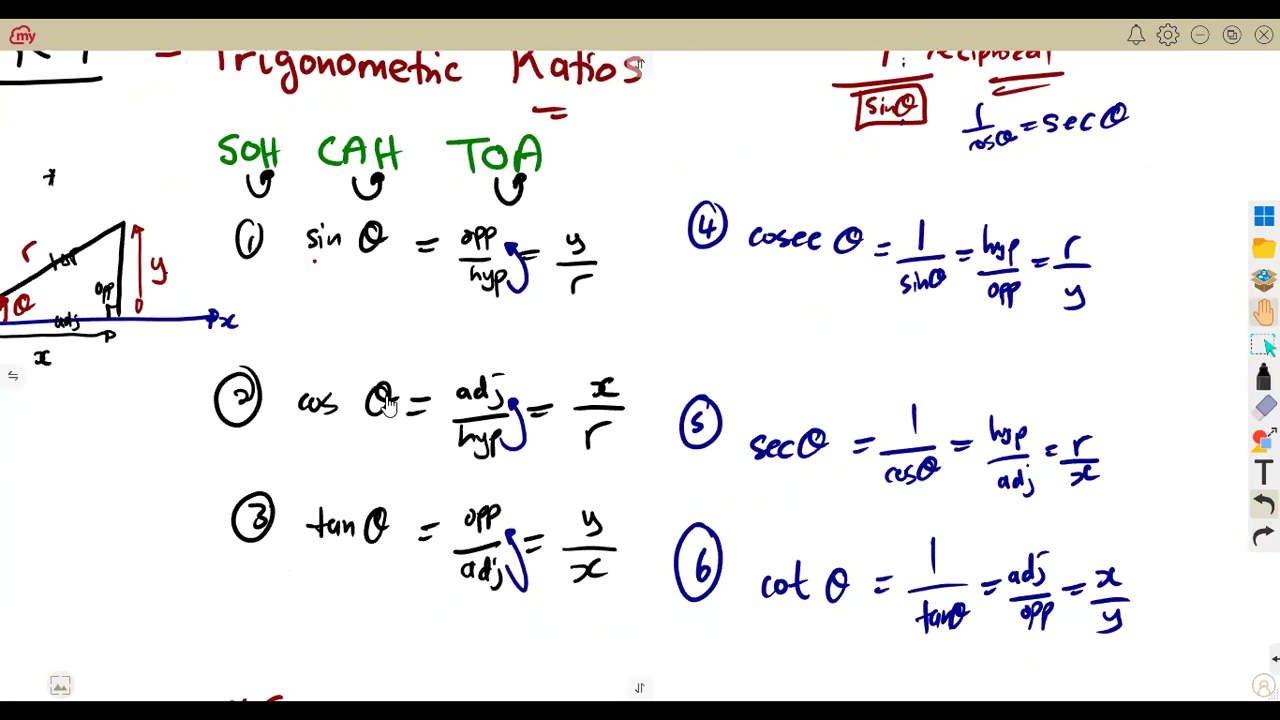 my
- Trigonometric Ratios
SOH CAH TOA
r
hyp
y
opp
θ
adj
x
x
① sin θ = opp/hyp = y/r
② cos θ = adj/hyp = x/r
③ tan θ = opp/adj = y/x
reciprocal
sinθ
1/cosθ = sec θ
④ cosec θ = 1/sinθ = hyp/opp = r/y
⑤ secθ = 1/cosθ = hyp/adj = r/x
⑥ cot θ = 1/tanθ = adj/opp = x/y